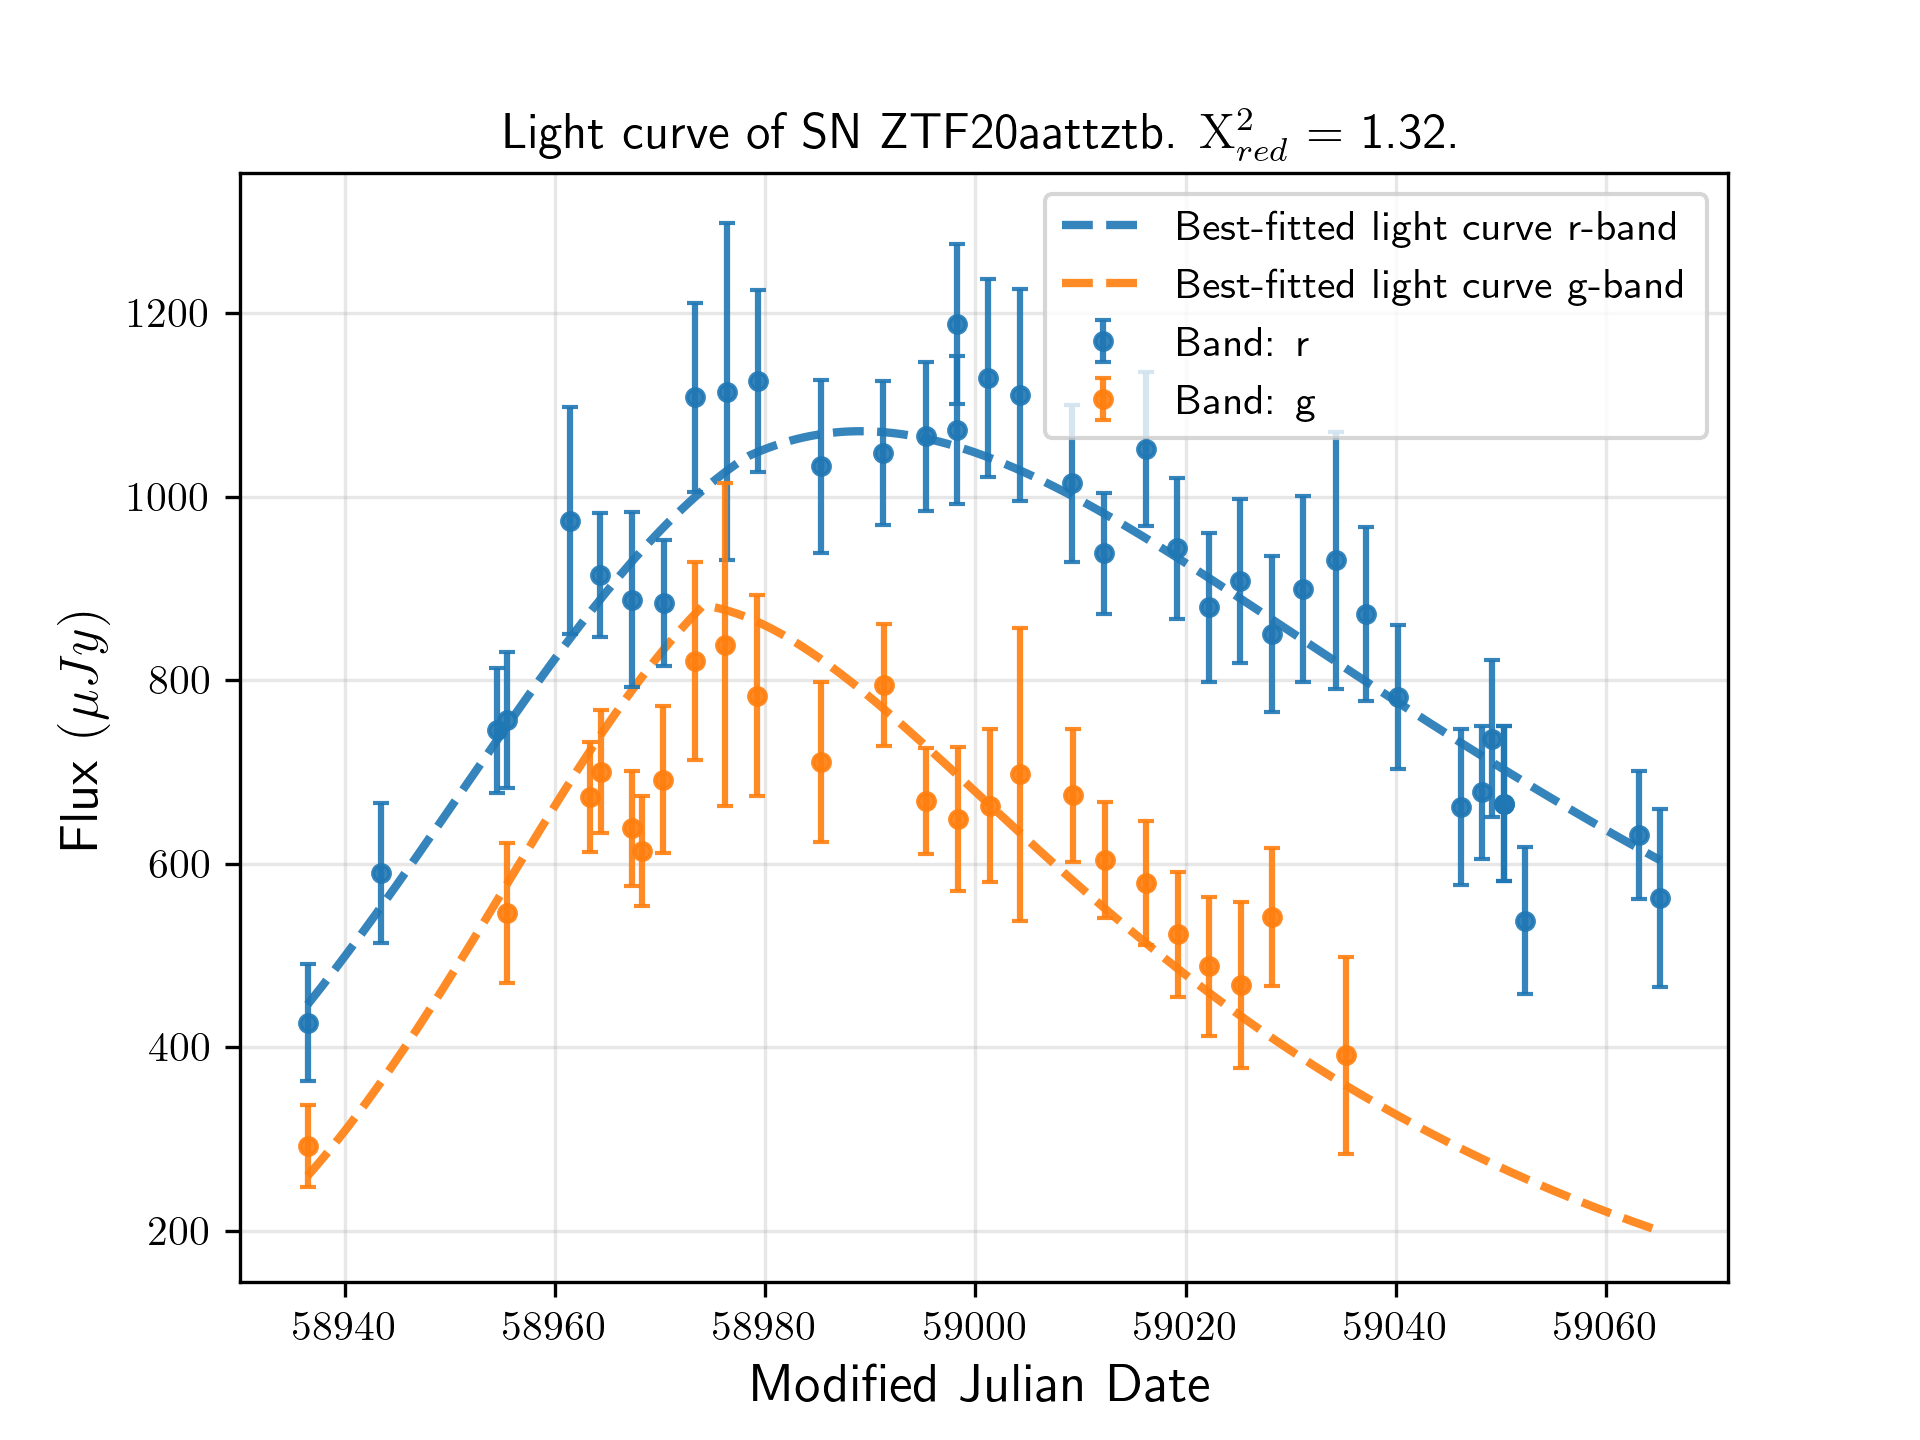 Light curve of SN ZTF20aattztb. X²red = 1.32.
Best-fitted light curve r-band
Best-fitted light curve g-band
Band: r
Band: g
Flux (μJy)
1200
1000
800
600
400
200
58940 58960 58980 59000 59020 59040 59060
Modified Julian Date